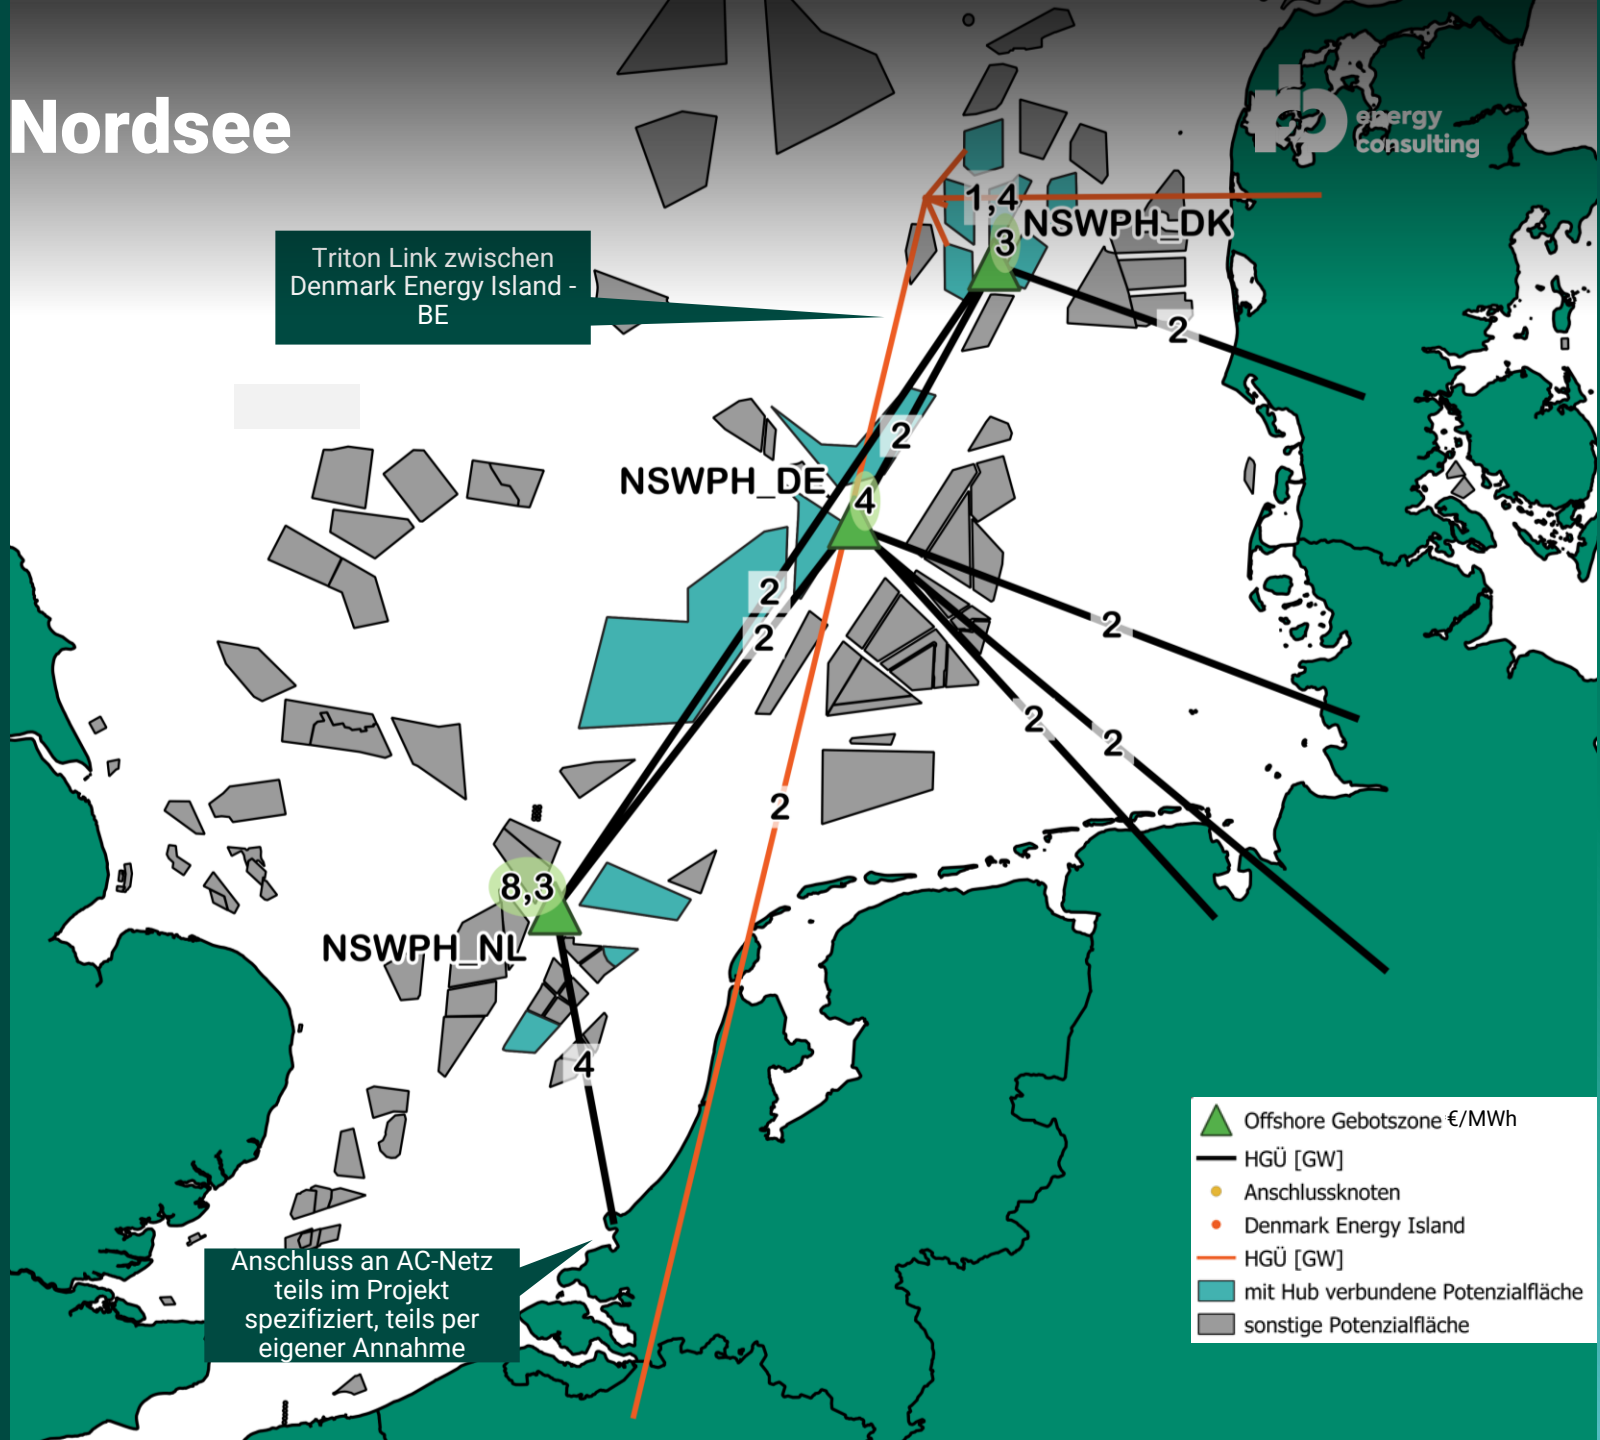 Nordsee
energy
consulting
1,4
NSWPH_DK
3
Triton Link zwischen
Denmark Energy Island -
BE
2
2
NSWPH_DE
4
2
2
2
2
2
2
8,3
NSWPH_NL
4
Anschluss an AC-Netz
teils im Projekt
spezifiziert, teils per
eigener Annahme
Offshore Gebotszone €/MWh
HGÜ [GW]
Anschlussknoten
Denmark Energy Island
HGÜ [GW]
mit Hub verbundene Potenzialfläche
sonstige Potenzialfläche